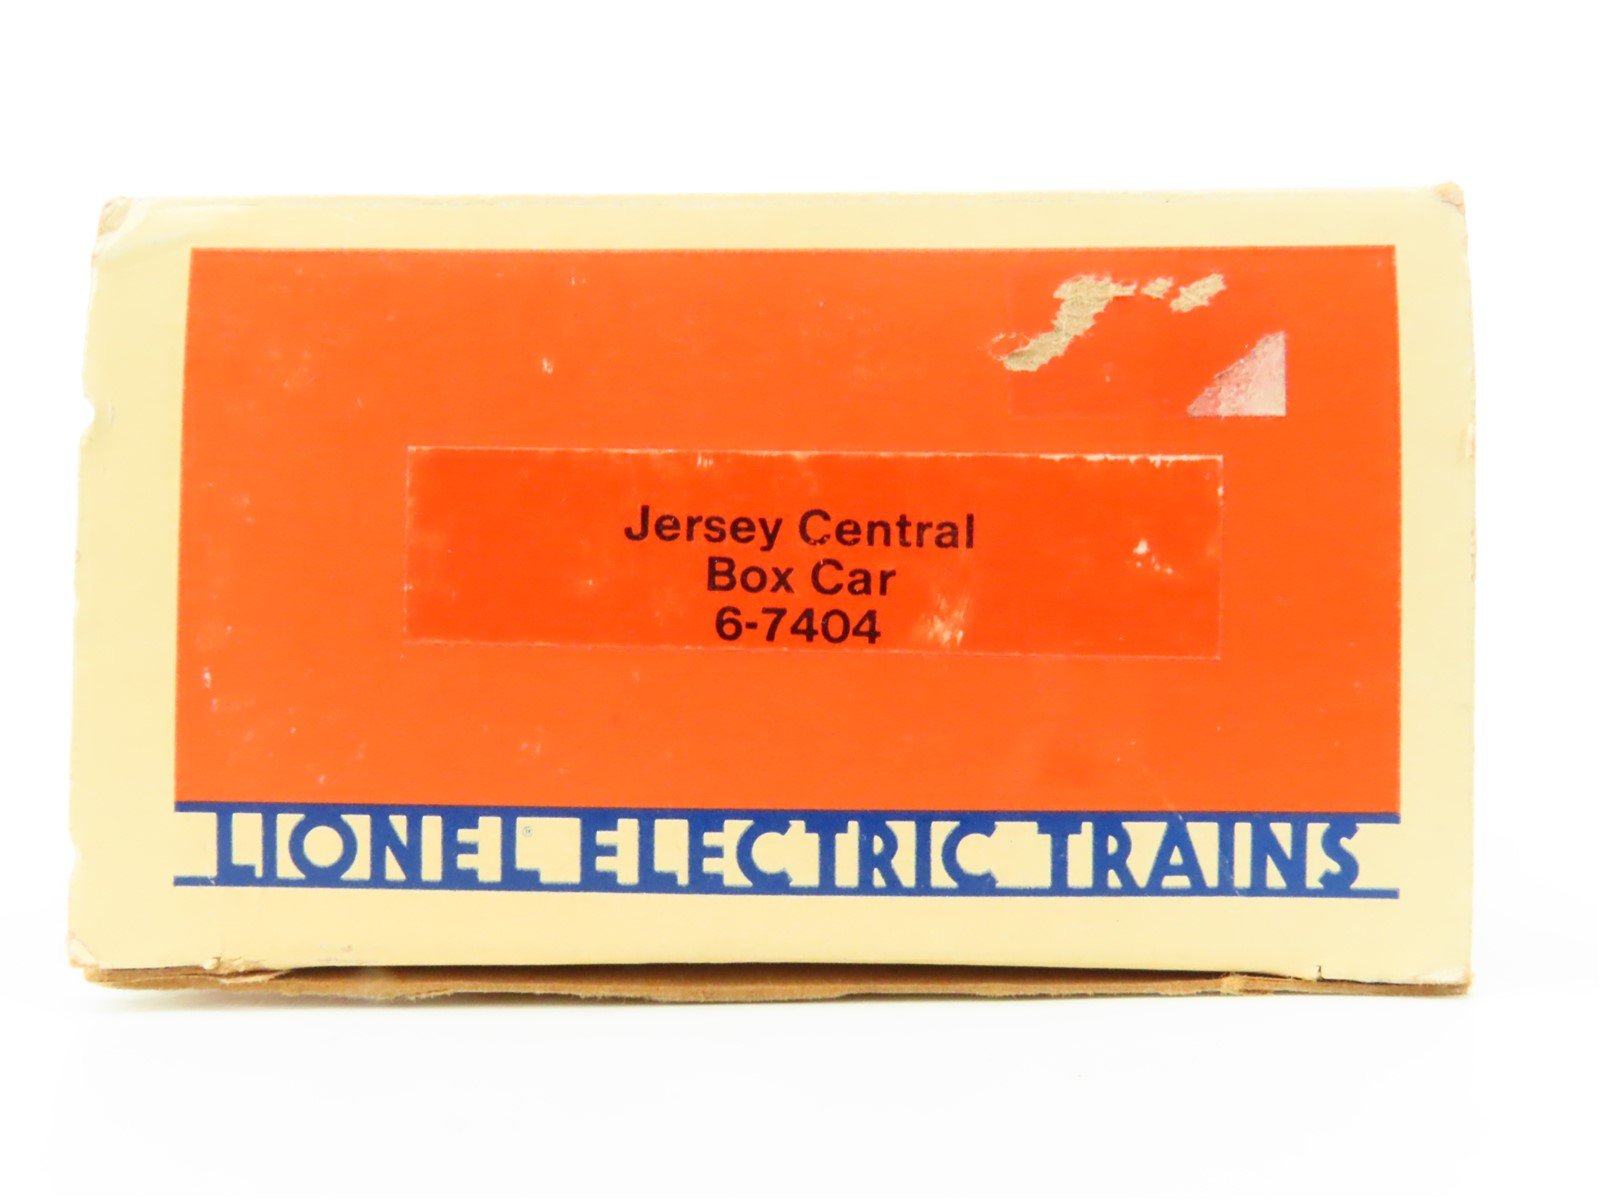 Jersey Central
Box Car
6-7404
LIONEL® ELECTRIC TRAINS